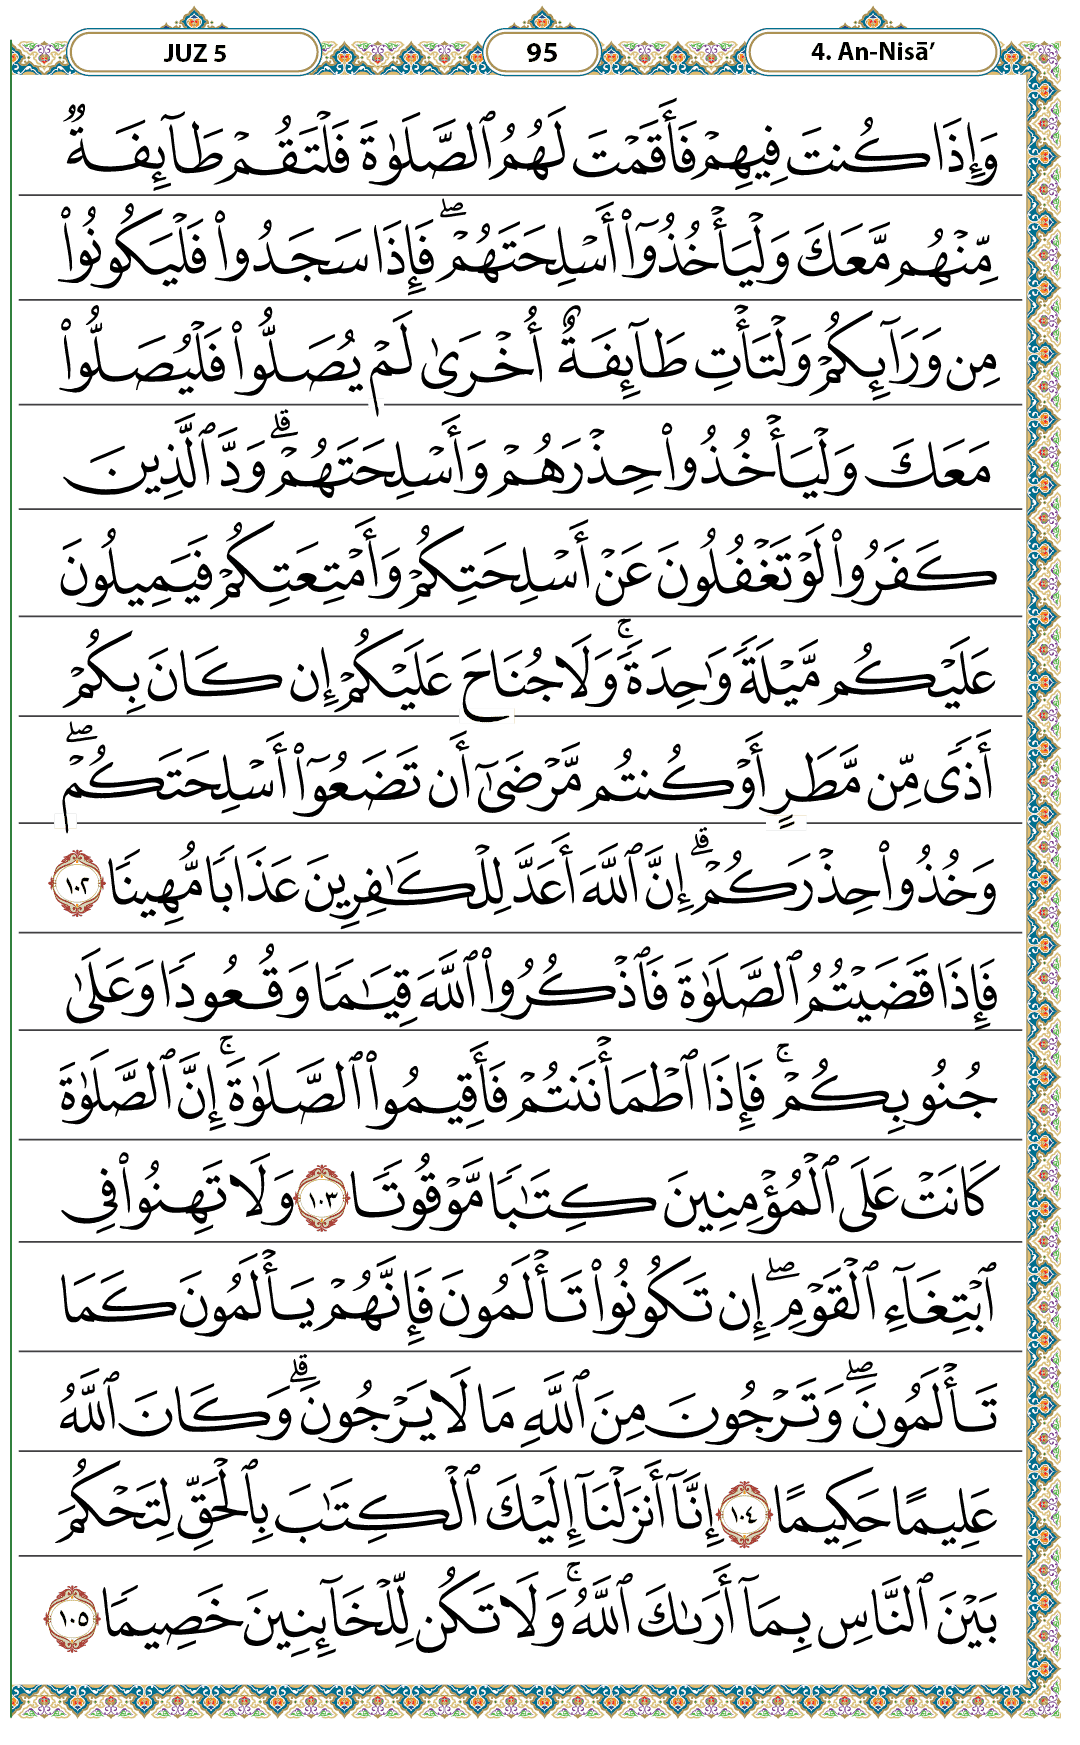 JUZ 5
95
4. An-Nisā’
وَإِذَا كُنتَ فِيهِمْ فَأَقَمْتَ لَهُمُ ٱلصَّلَوٰةَ فَلْتَقُمْ طَآئِفَةٌ
مِّنْهُم مَّعَكَ وَلْيَأْخُذُوٓا۟ أَسْلِحَتَهُمْ ۖ فَإِذَا سَجَدُوا۟ فَلْيَكُونُوا۟
مِن وَرَآئِكُمْ وَلْتَأْتِ طَآئِفَةٌ أُخْرَىٰ لَمْ يُصَلُّوا۟ فَلْيُصَلُّوا۟
مَعَكَ وَلْيَأْخُذُوا۟ حِذْرَهُمْ وَأَسْلِحَتَهُمْ ۗ وَدَّ ٱلَّذِينَ
كَفَرُوا۟ لَوْ تَغْفُلُونَ عَنْ أَسْلِحَتِكُمْ وَأَمْتِعَتِكُمْ فَيَمِيلُونَ
عَلَيْكُم مَّيْلَةً وَٰحِدَةً ۚ وَلَا جُنَاحَ عَلَيْكُمْ إِن كَانَ بِكُمْ
أَذًى مِّن مَّطَرٍ أَوْ كُنتُم مَّرْضَىٰٓ أَن تَضَعُوٓا۟ أَسْلِحَتَكُمْ ۖ
وَخُذُوا۟ حِذْرَكُمْ ۗ إِنَّ ٱللَّهَ أَعَدَّ لِلْكَـٰفِرِينَ عَذَابًا مُّهِينًا ١٠٢
فَإِذَا قَضَيْتُمُ ٱلصَّلَوٰةَ فَٱذْكُرُوا۟ ٱللَّهَ قِيَـٰمًا وَقُعُودًا وَعَلَىٰ
جُنُوبِكُمْ ۚ فَإِذَا ٱطْمَأْنَنتُمْ فَأَقِيمُوا۟ ٱلصَّلَوٰةَ ۚ إِنَّ ٱلصَّلَوٰةَ
كَانَتْ عَلَى ٱلْمُؤْمِنِينَ كِتَـٰبًا مَّوْقُوتًا ١٠٣ وَلَا تَهِنُوا۟ فِى
ٱبْتِغَآءِ ٱلْقَوْمِ ۖ إِن تَكُونُوا۟ تَأْلَمُونَ فَإِنَّهُمْ يَأْلَمُونَ كَمَا
تَأْلَمُونَ ۖ وَتَرْجُونَ مِنَ ٱللَّهِ مَا لَا يَرْجُونَ ۗ وَكَانَ ٱللَّهُ
عَلِيمًا حَكِيمًا ١٠٤ إِنَّآ أَنزَلْنَآ إِلَيْكَ ٱلْكِتَـٰبَ بِٱلْحَقِّ لِتَحْكُمَ
بَيْنَ ٱلنَّاسِ بِمَآ أَرَىٰكَ ٱللَّهُ ۚ وَلَا تَكُن لِّلْخَآئِنِينَ خَصِيمًا ١٠٥